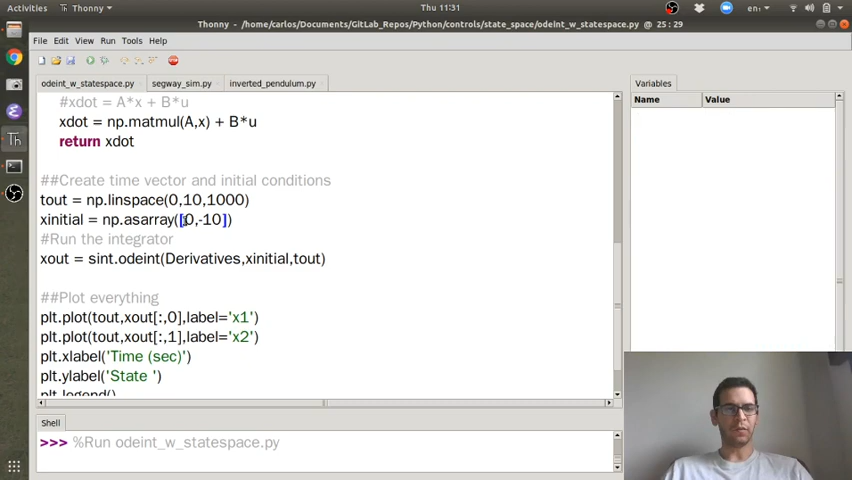 Activities Thonny Thu 11:31 en
Thonny - /home/carlos/Documents/GitLab_Repos/Python/controls/state_space/odeint_w_statespace.py @ 25 : 29
File Edit View Run Tools Help
odeint_w_statespace.py segway_sim.py inverted_pendulum.py Variables
Name Value
#xdot = A*x + B*u
xdot = np.matmul(A,x) + B*u
return xdot
##Create time vector and initial conditions
tout = np.linspace(0,10,1000)
xinitial = np.asarray([0,-10])
#Run the integrator
xout = sint.odeint(Derivatives,xinitial,tout)
##Plot everything
plt.plot(tout,xout[:,0],label='x1')
plt.plot(tout,xout[:,1],label='x2')
plt.xlabel('Time (sec)')
plt.ylabel('State ')
plt.legend()
Shell
>>> %Run odeint_w_statespace.py